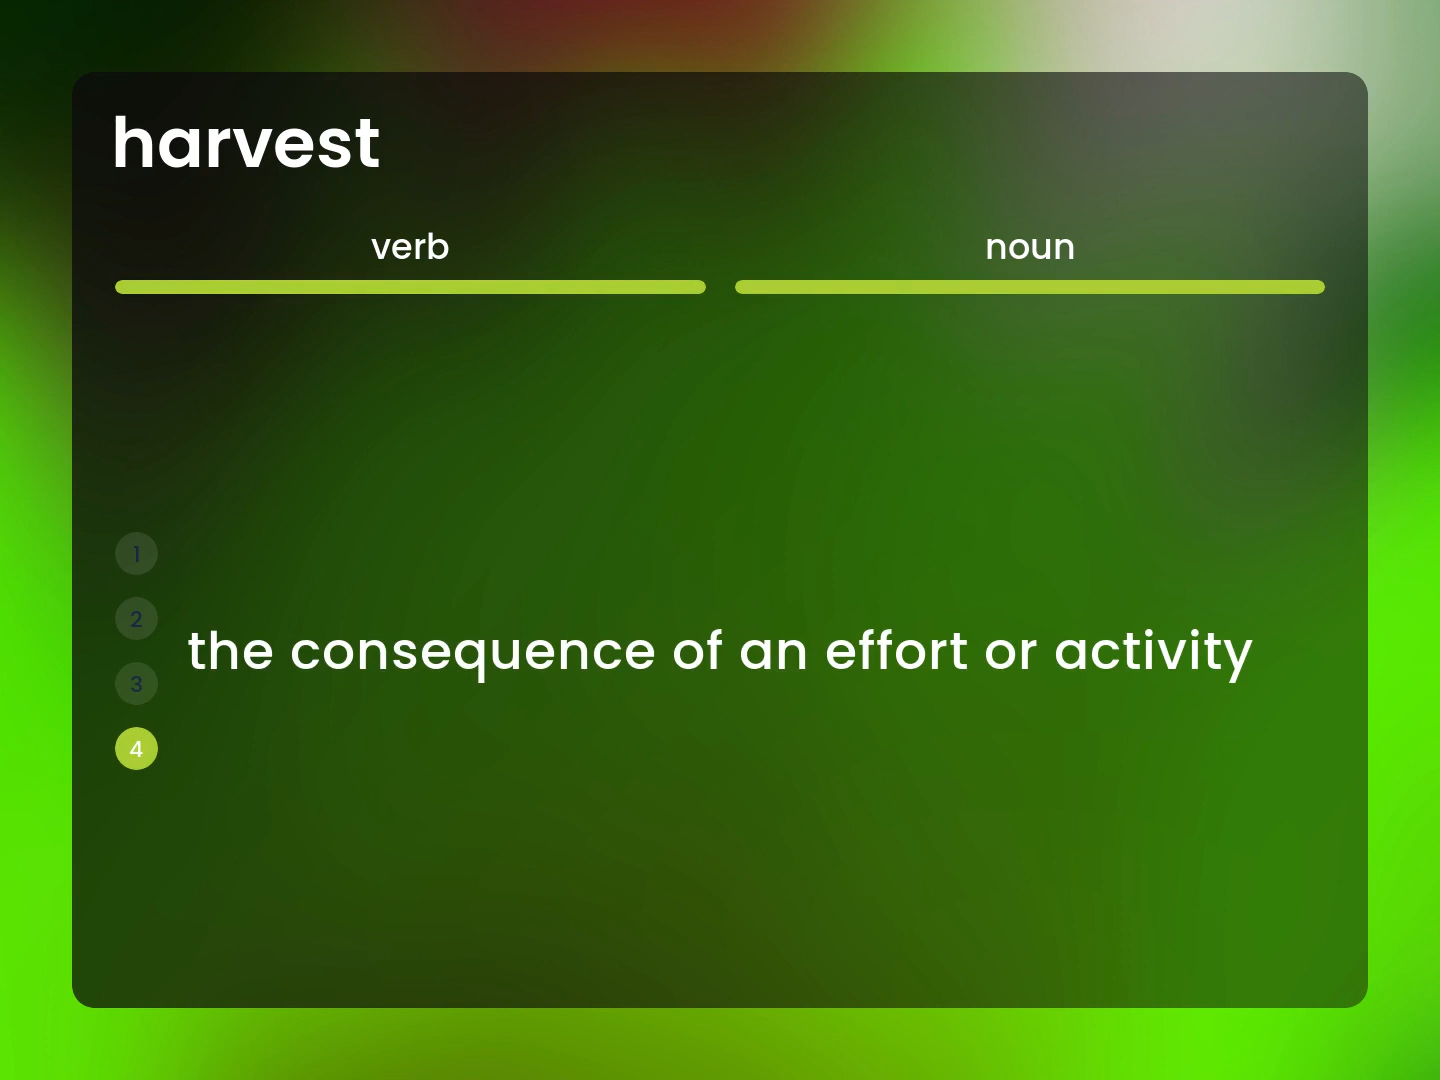 harvest
verb
noun
1
2
3
4
the consequence of an effort or activity